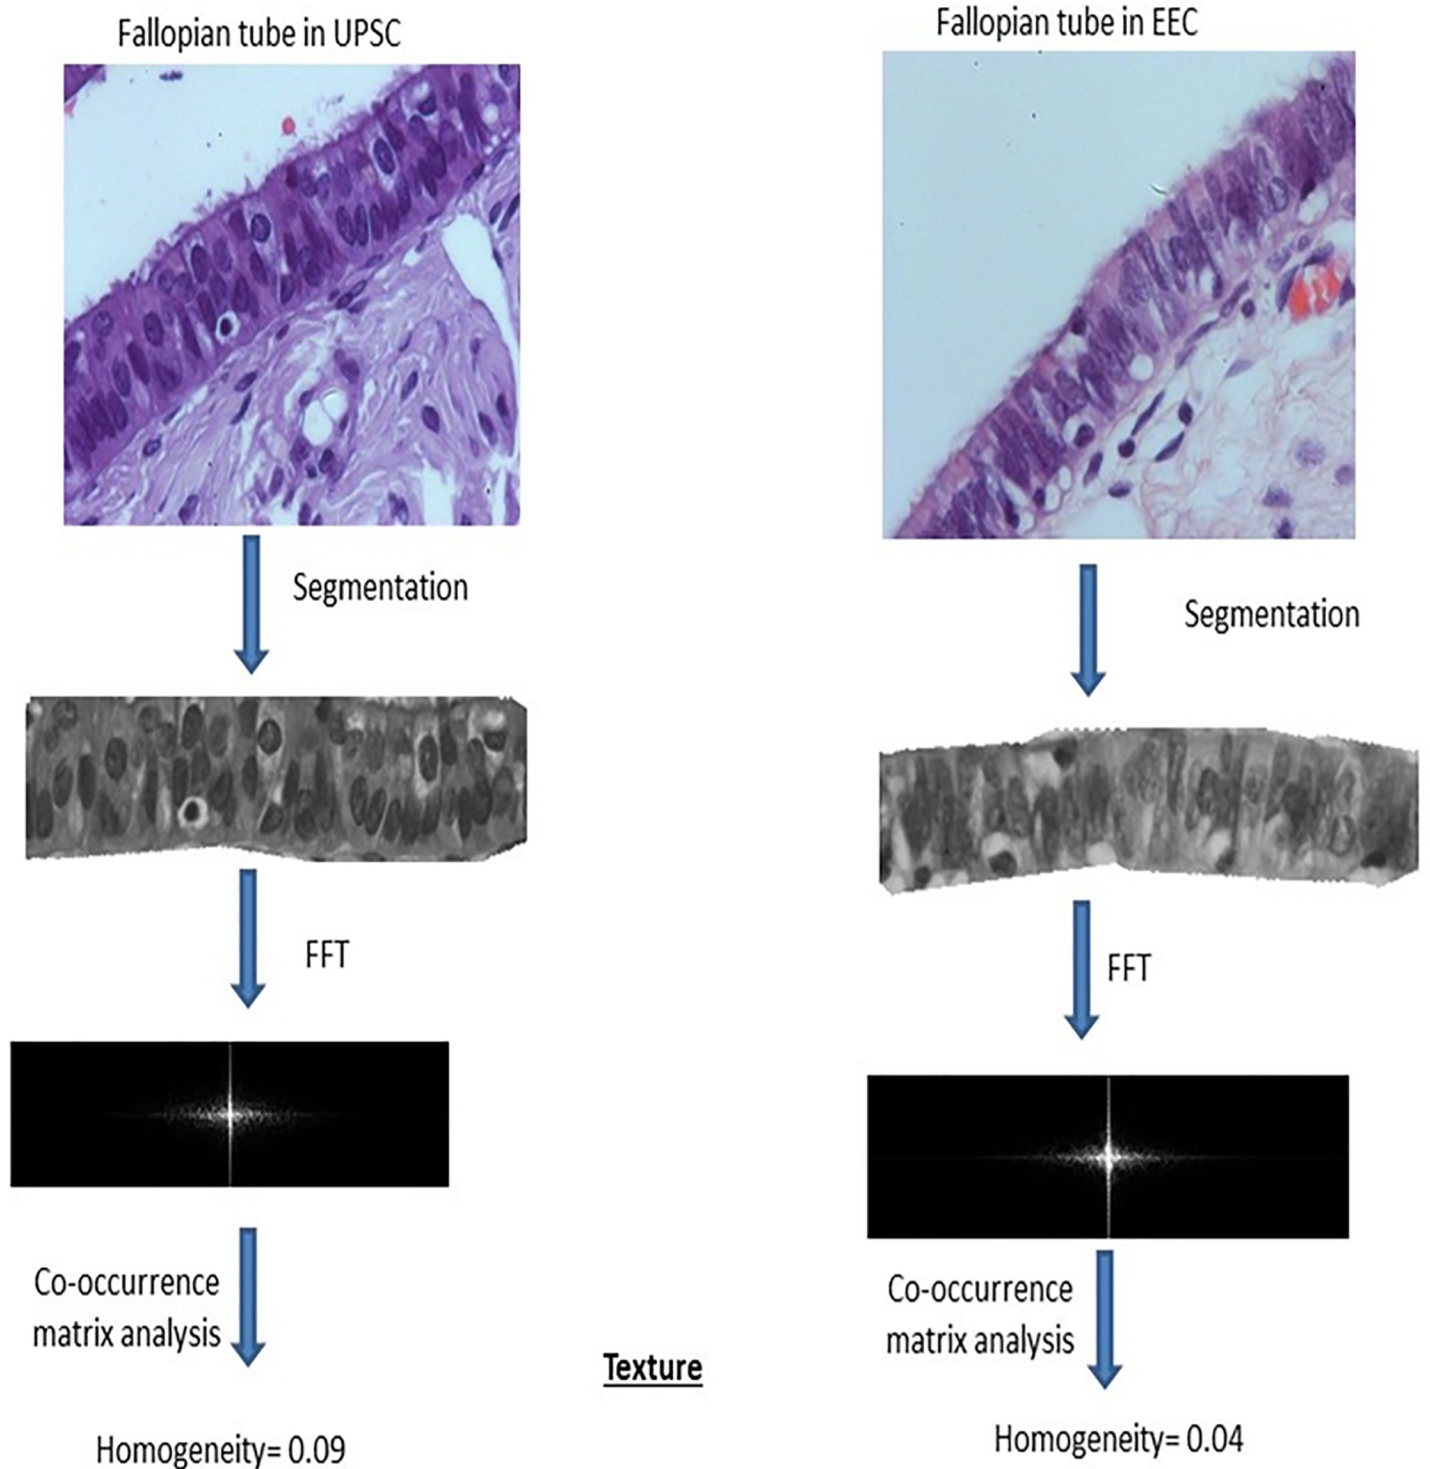 Fallopian tube in UPSC
Fallopian tube in EEC
Segmentation
Segmentation
FFT
FFT
Co-occurrence
matrix analysis
Co-occurrence
matrix analysis
Texture
Homogeneity= 0.09
Homogeneity= 0.04